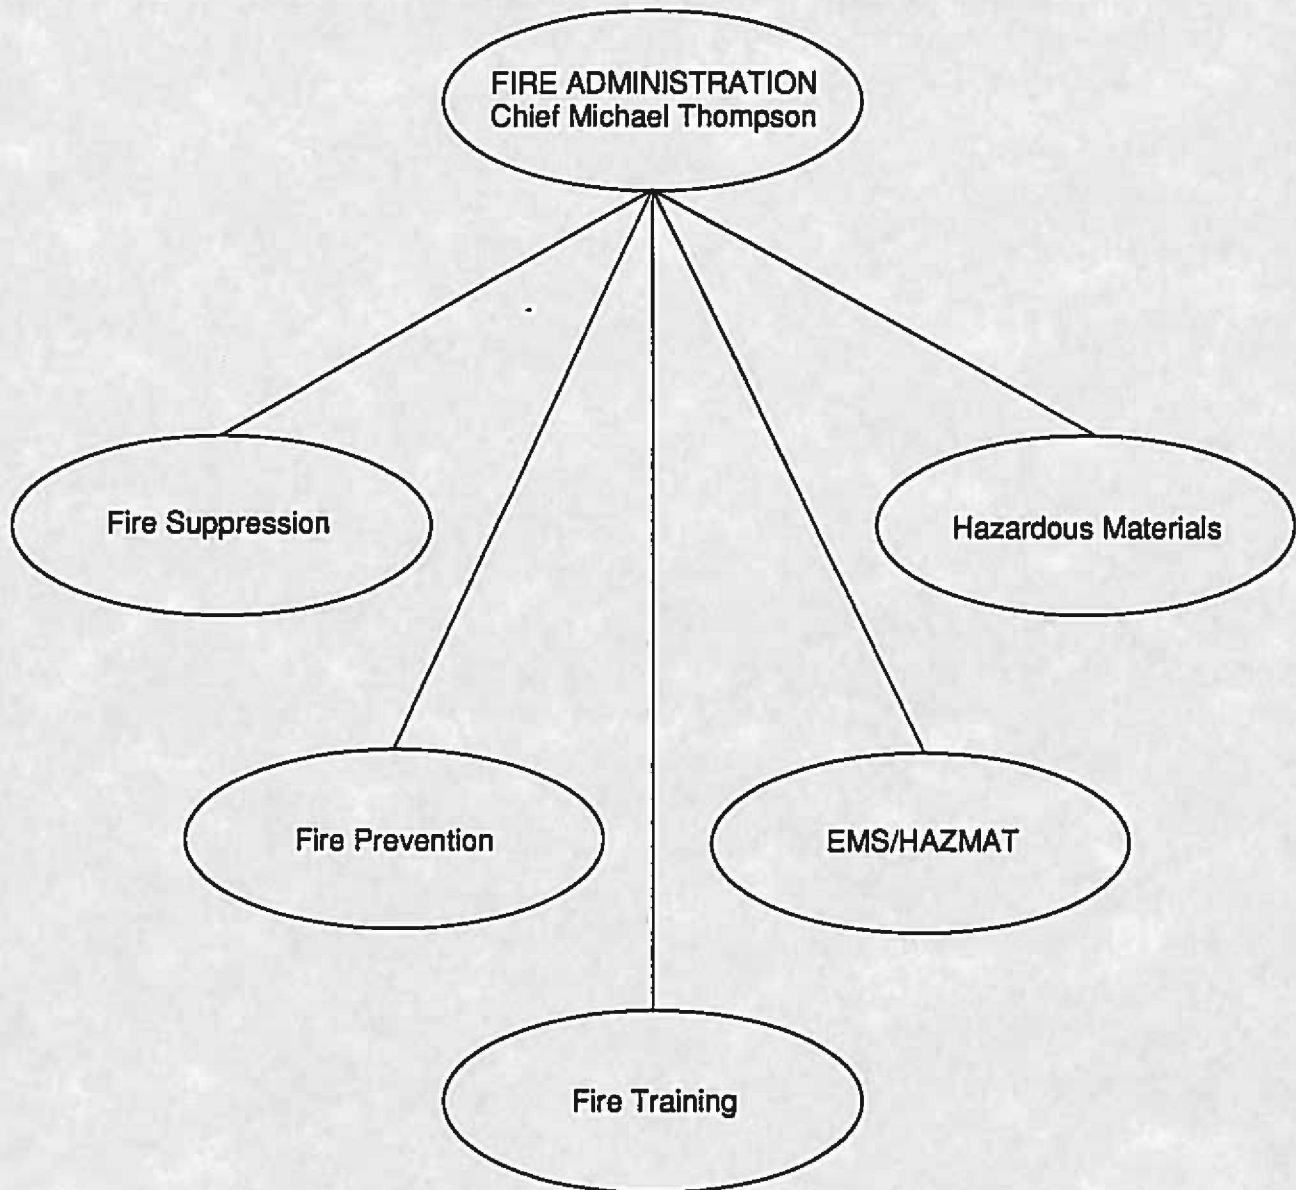 FIRE ADMINISTRATION
Chief Michael Thompson
Fire Suppression
Hazardous Materials
Fire Prevention
EMS/HAZMAT
Fire Training